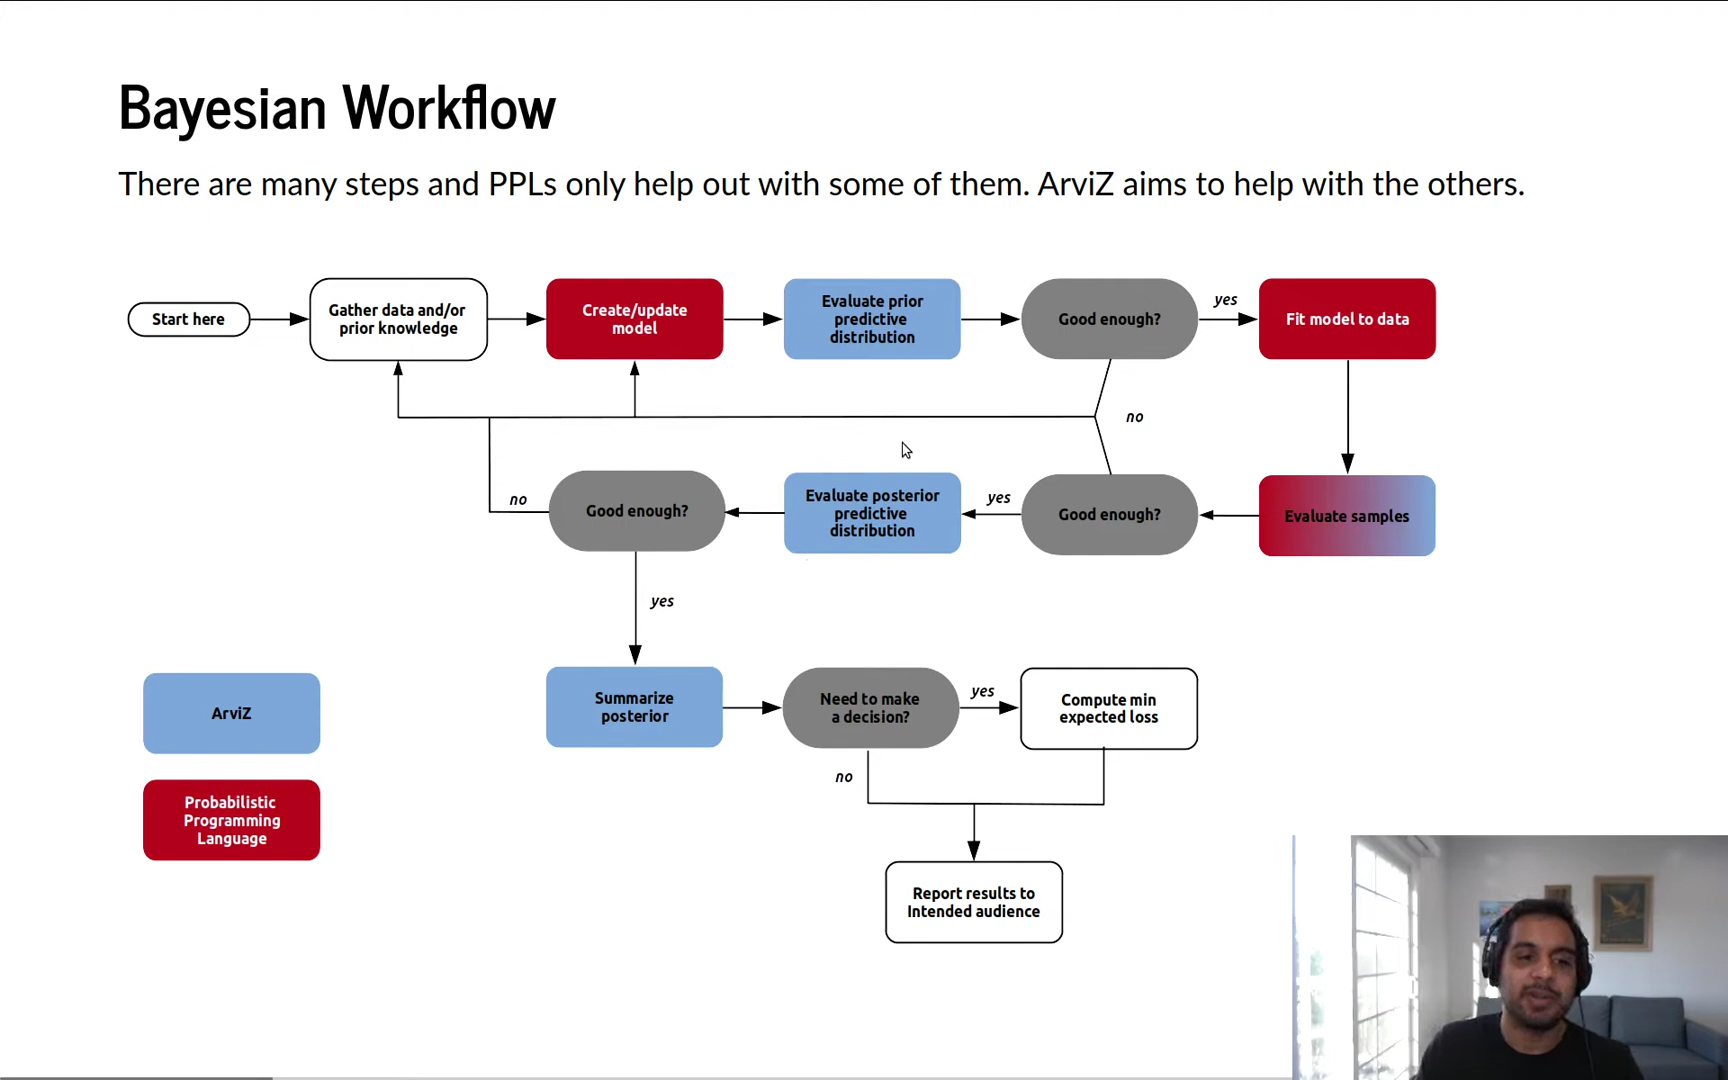 Bayesian Workflow
There are many steps and PPLs only help out with some of them. ArviZ aims to help with the others.
Start here
Gather data and/or
prior knowledge
Create/update
model
Evaluate prior
predictive
distribution
Good enough?
yes
Fit model to data
no
no
Good enough?
Evaluate posterior
predictive
distribution
yes
Good enough?
Evaluate samples
yes
Summarize
posterior
Need to make
a decision?
yes
Compute min
expected loss
no
ArviZ
Probabilistic
Programming
Language
Report results to
Intended audience